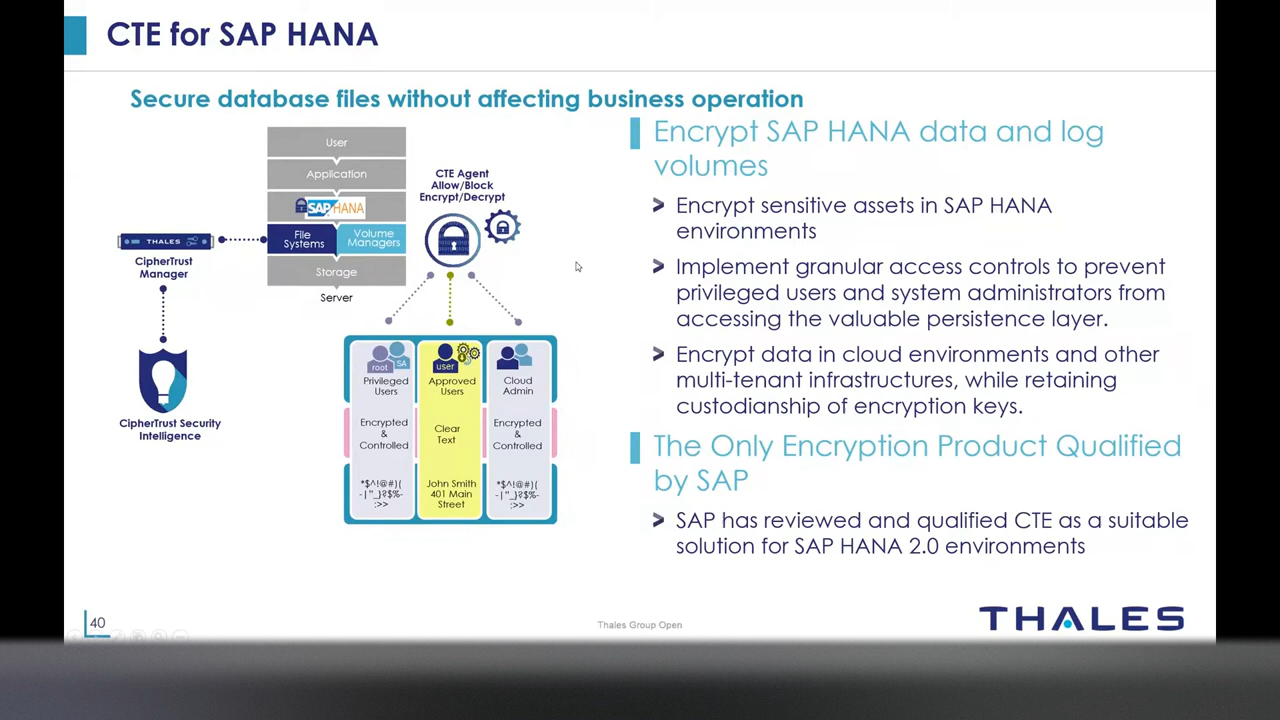 CTE for SAP HANA
Secure database files without affecting business operation
User
Application
SAP HANA
File
Systems
Volume
Managers
Storage
Server
THALES
CipherTrust
Manager
CipherTrust Security
Intelligence
CTE Agent
Allow/Block
Encrypt/Decrypt
root SA
Privileged
Users
Encrypted
&
Controlled
*$^!@#)(
-|"_}?$%-
:>>
user
Approved
Users
Clear
Text
John Smith
401 Main
Street
Cloud
Admin
Encrypted
&
Controlled
*$^!@#)(
-|"_}?$%-
:>>
Encrypt SAP HANA data and log
volumes
Encrypt sensitive assets in SAP HANA
environments
Implement granular access controls to prevent
privileged users and system administrators from
accessing the valuable persistence layer.
Encrypt data in cloud environments and other
multi-tenant infrastructures, while retaining
custodianship of encryption keys.
The Only Encryption Product Qualified
by SAP
SAP has reviewed and qualified CTE as a suitable
solution for SAP HANA 2.0 environments
40
Thales Group Open
THALES